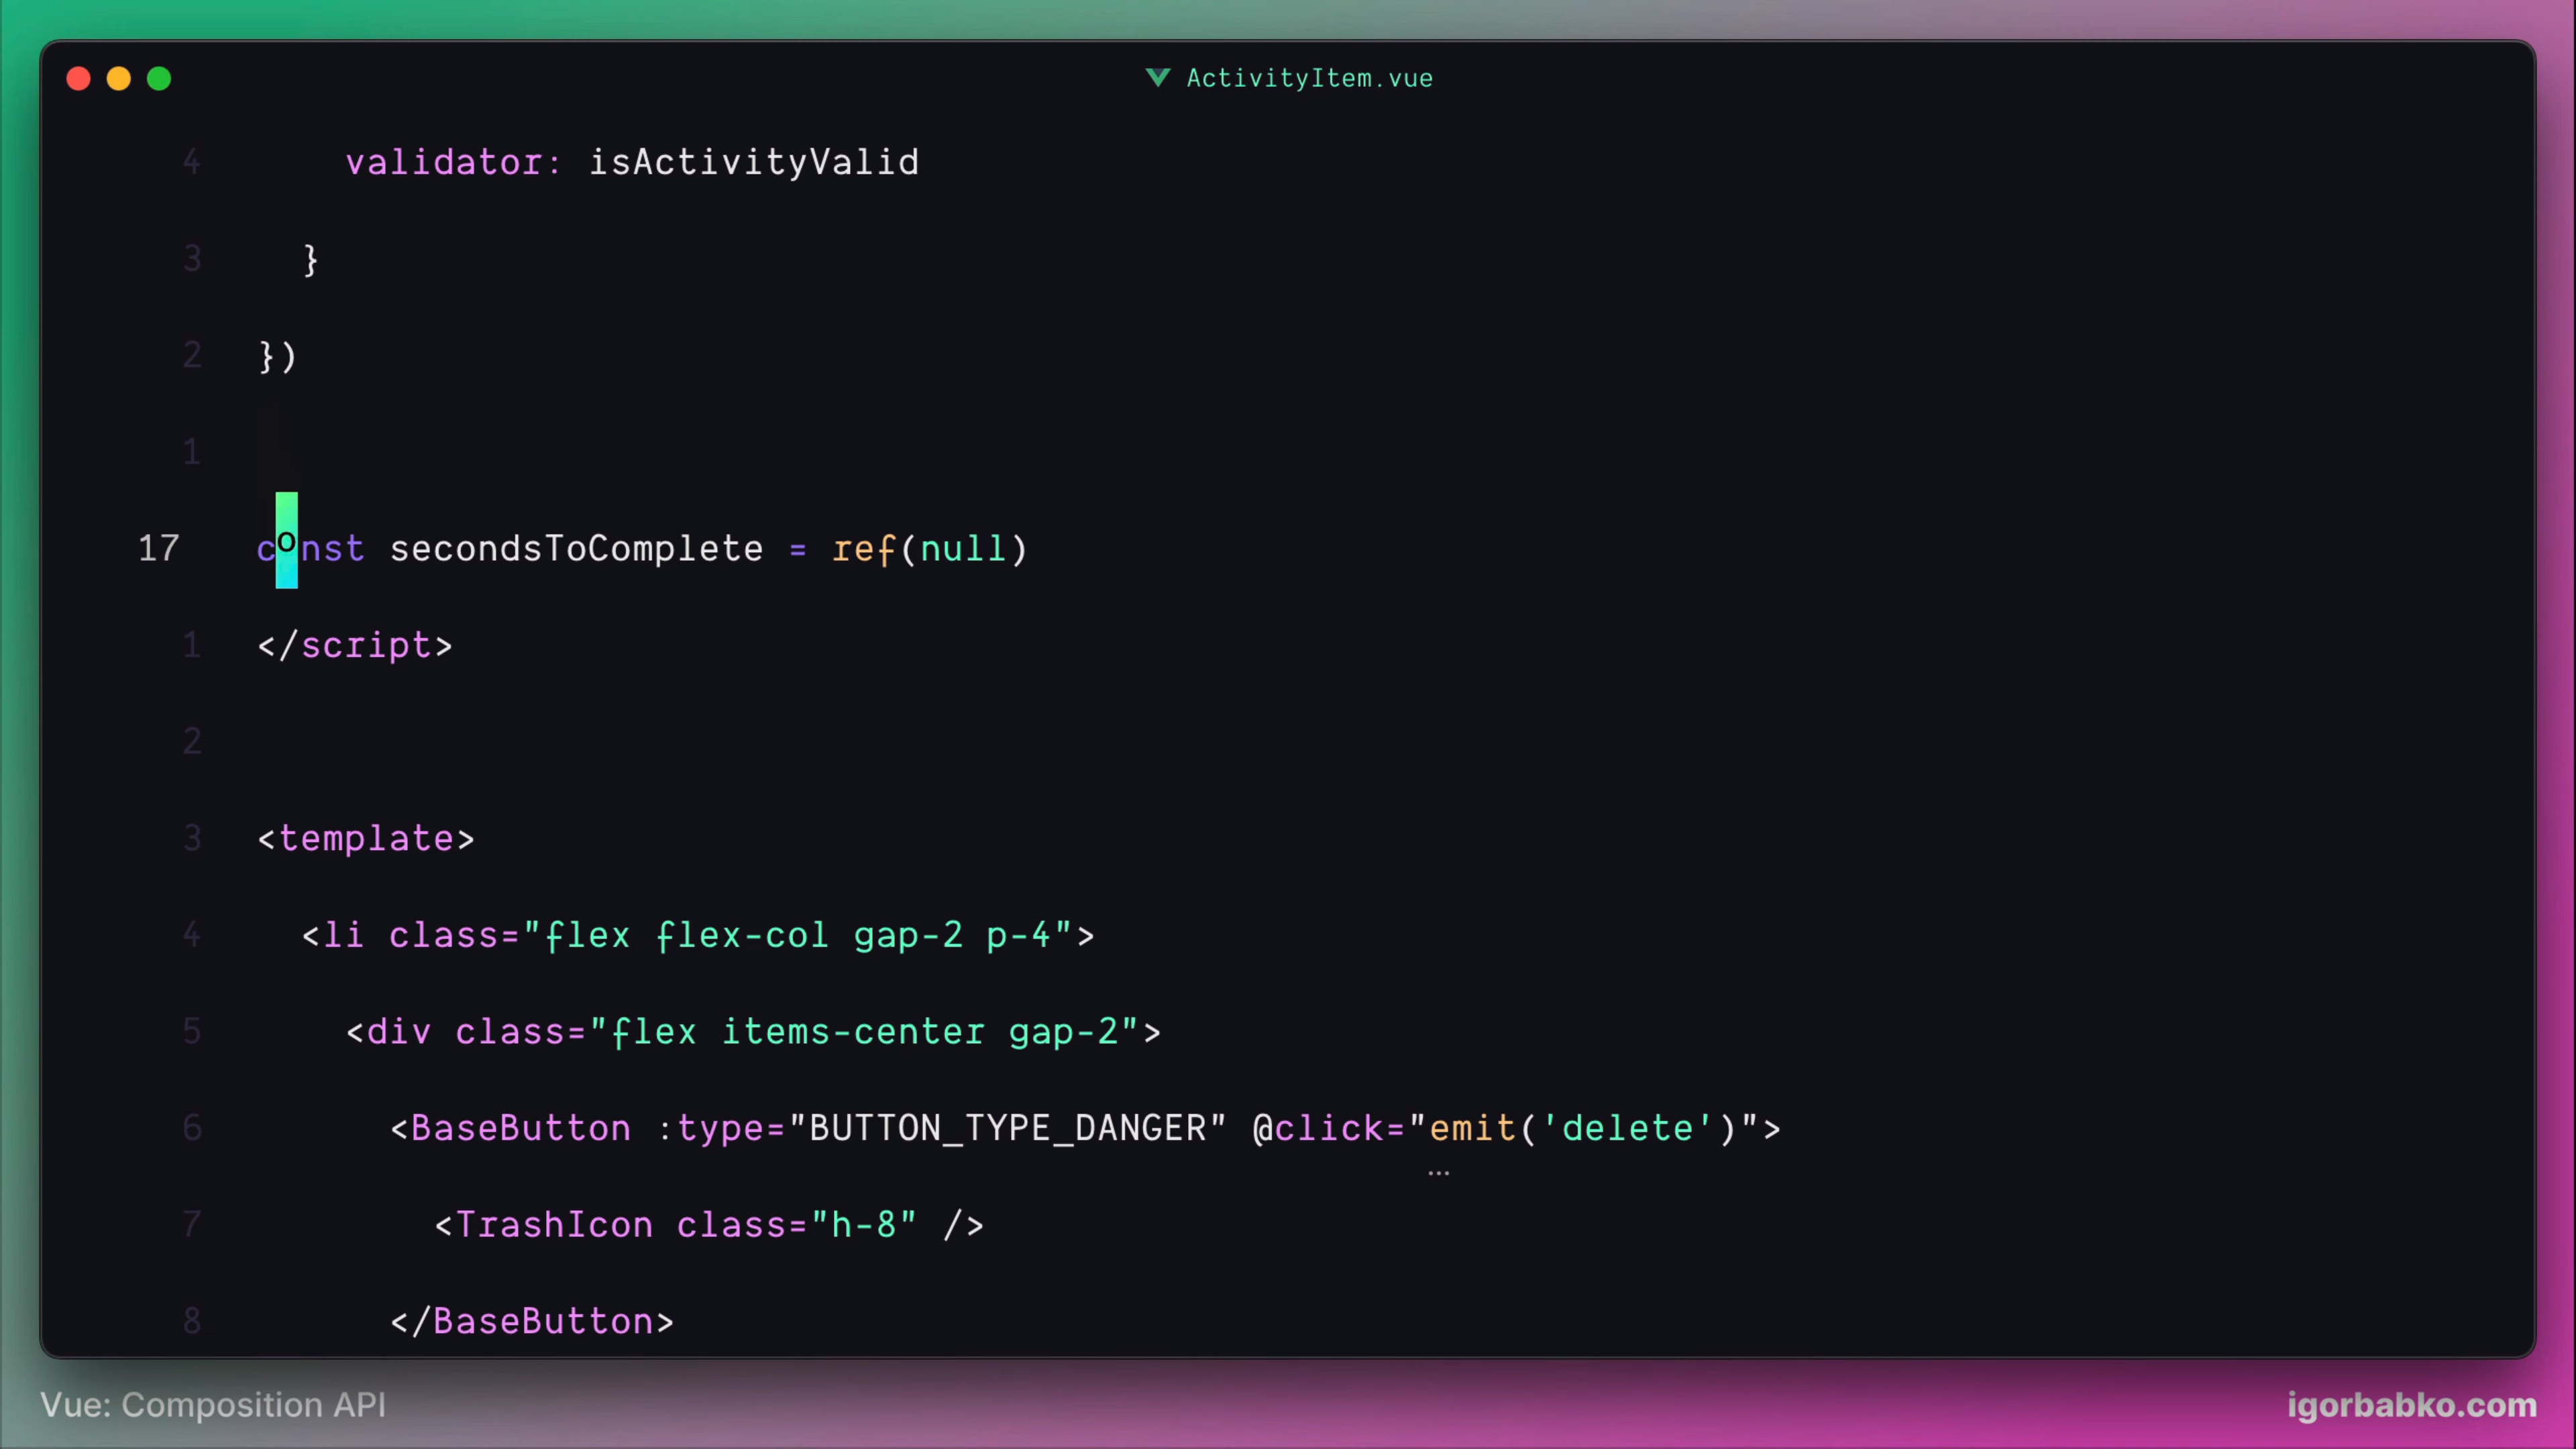 ActivityItem.vue
4 validator: isActivityValid
3 }
2 })
1
17 const secondsToComplete = ref(null)
1 </script>
2
3 <template>
4 <li class="flex flex-col gap-2 p-4">
5 <div class="flex items-center gap-2">
6 <BaseButton :type="BUTTON_TYPE_DANGER" @click="emit('delete')">
7 <TrashIcon class="h-8" />
8 </BaseButton>
Vue: Composition API
igorbabko.com